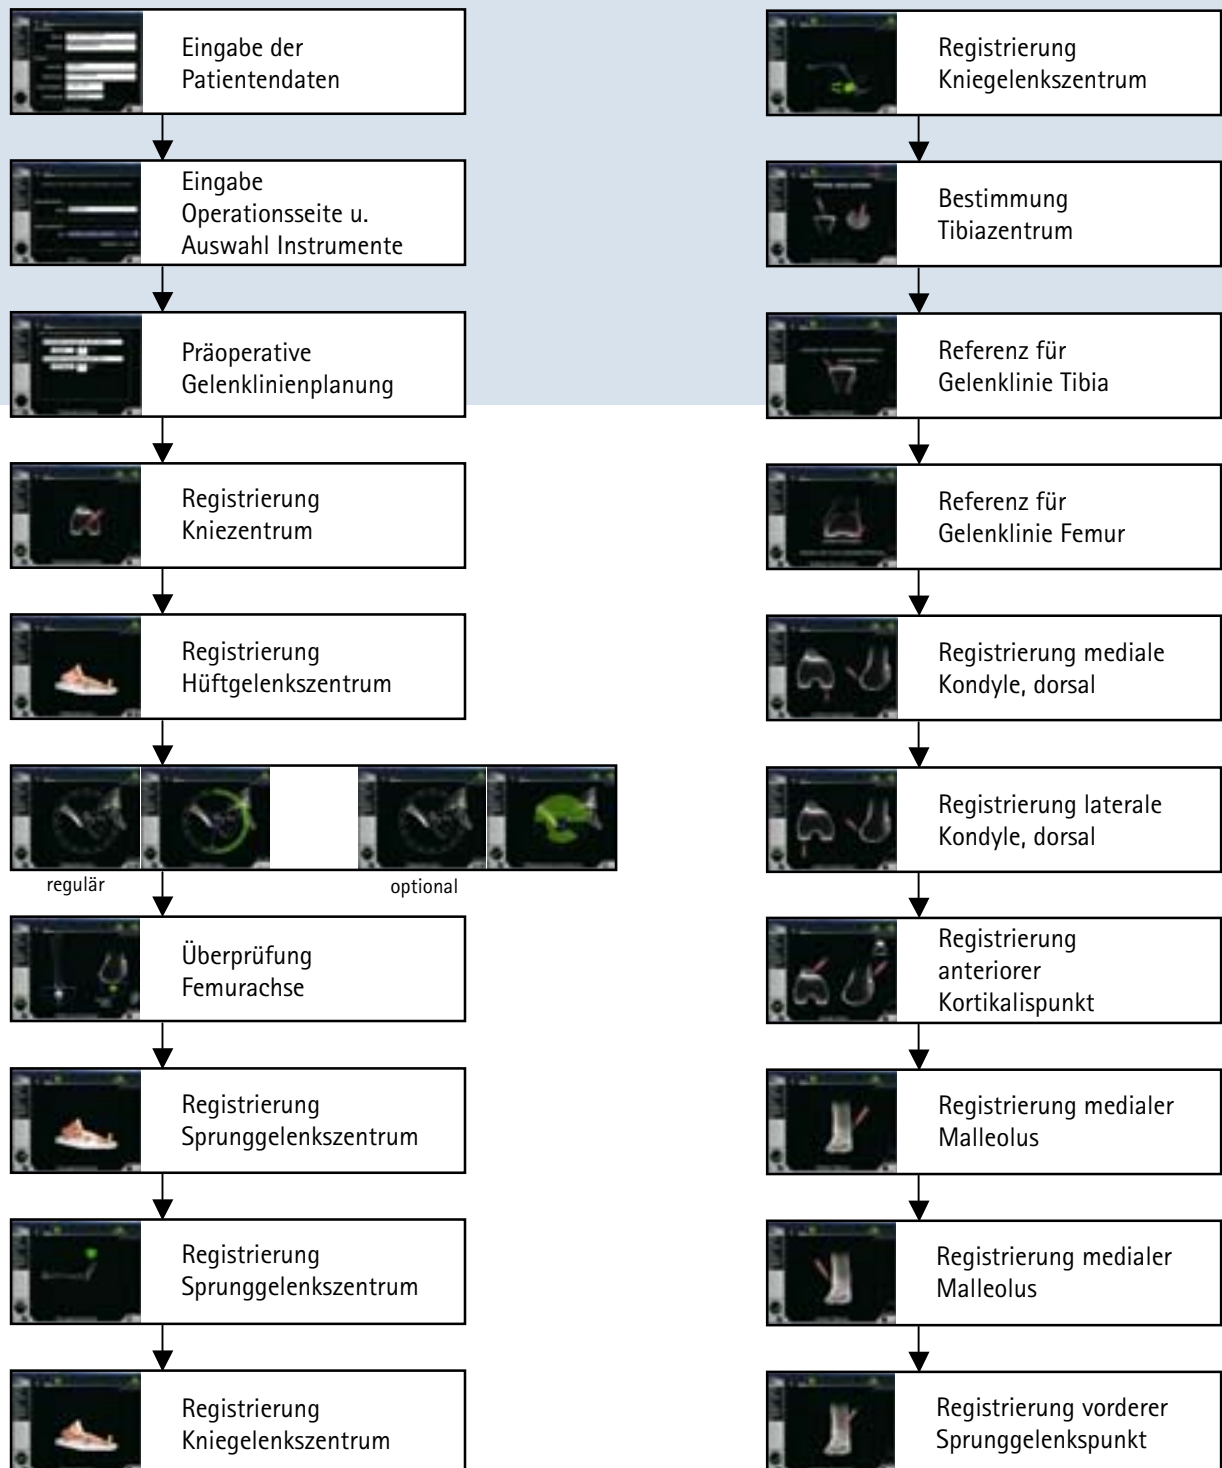 Eingabe der
Patientendaten
Eingabe
Operationsseite u.
Auswahl Instrumente
Präoperative
Gelenklinienplanung
Registrierung
Kniezentrum
Registrierung
Hüftgelenkszentrum
regulär
optional
Überprüfung
Femurachse
Registrierung
Sprunggelenkszentrum
Registrierung
Sprunggelenkszentrum
Registrierung
Kniegelenkszentrum
Registrierung
Kniegelenkszentrum
Bestimmung
Tibiazentrum
Referenz für
Gelenklinie Tibia
Referenz für
Gelenklinie Femur
Registrierung mediale
Kondyle, dorsal
Registrierung laterale
Kondyle, dorsal
Registrierung
anteriorer
Kortikalispunkt
Registrierung medialer
Malleolus
Registrierung medialer
Malleolus
Registrierung vorderer
Sprunggelenkspunkt